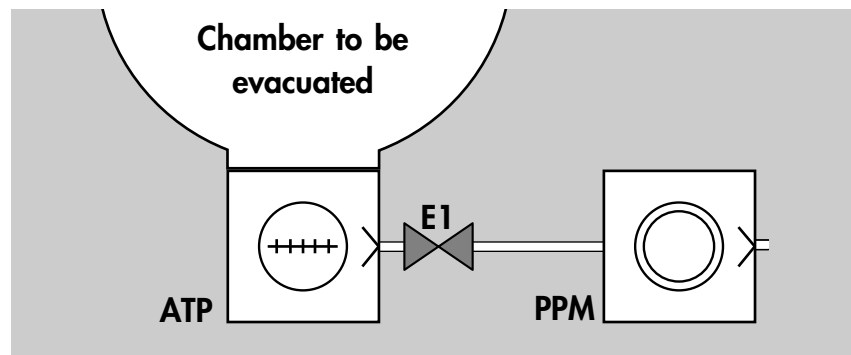 Chamber to be
evacuated
E1
ATP
PPM